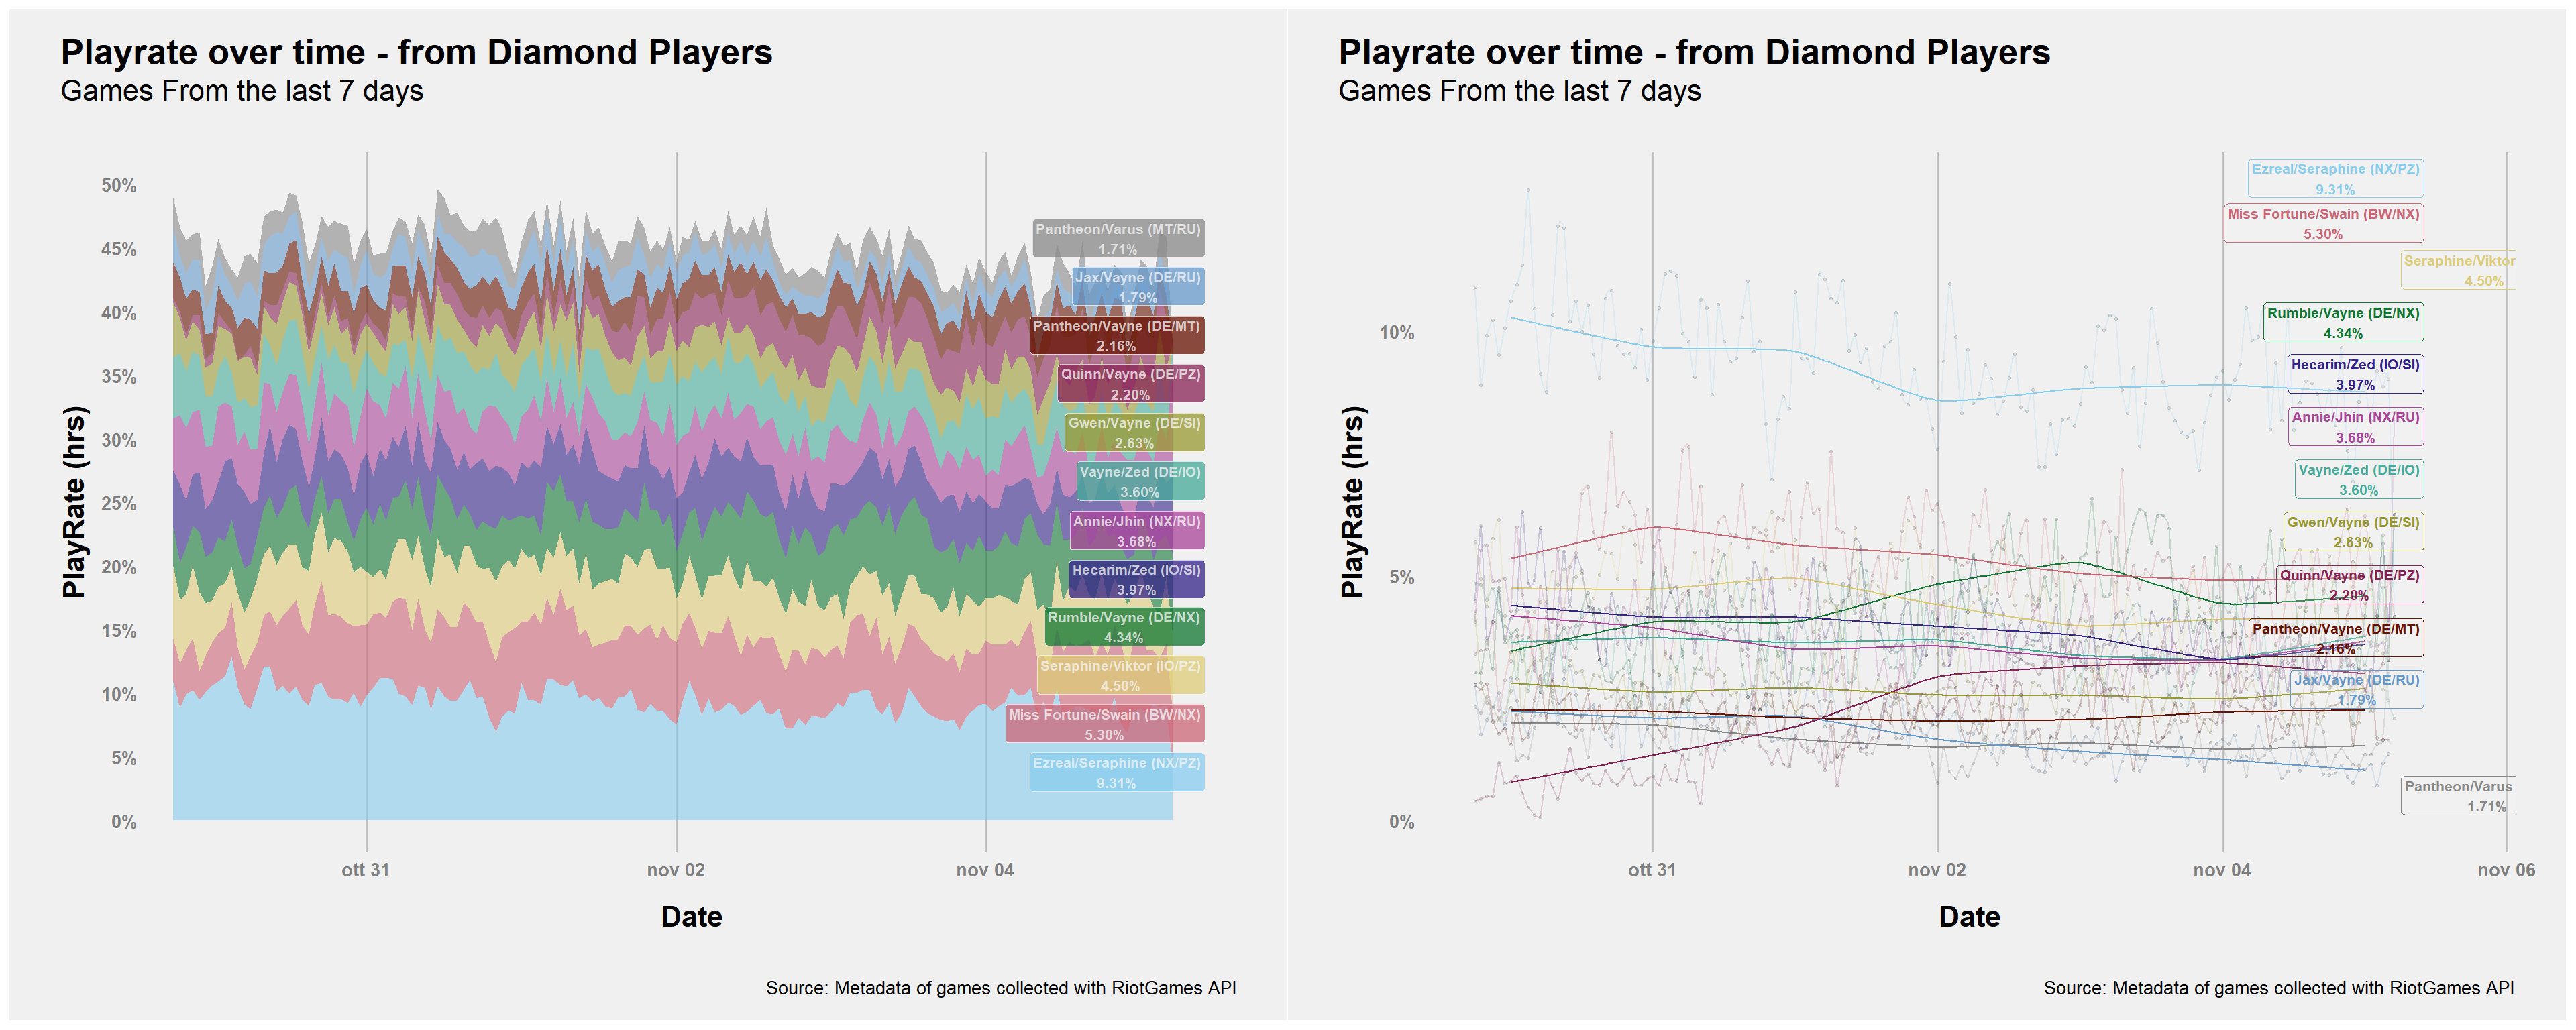 Playrate over time - from Diamond Players
Games From the last 7 days
PlayRate (hrs)
50%
45%
40%
35%
30%
25%
20%
15%
10%
5%
0%
Pantheon/Varus (MT/RU)
1.71%
Jax/Vayne (DE/RU)
1.79%
Pantheon/Vayne (DE/MT)
2.16%
Quinn/Vayne (DE/PZ)
2.20%
Gwen/Vayne (DE/SI)
2.63%
Vayne/Zed (DE/IO)
3.60%
Annie/Jhin (NX/RU)
3.68%
Hecarim/Zed (IO/SI)
3.97%
Rumble/Vayne (DE/NX)
4.34%
Seraphine/Viktor (IO/PZ)
4.50%
Miss Fortune/Swain (BW/NX)
5.30%
Ezreal/Seraphine (NX/PZ)
9.31%
ott 31
nov 02
nov 04
Date
Source: Metadata of games collected with RiotGames API
Playrate over time - from Diamond Players
Games From the last 7 days
PlayRate (hrs)
10%
5%
0%
Ezreal/Seraphine (NX/PZ)
9.31%
Miss Fortune/Swain (BW/NX)
5.30%
Seraphine/Viktor
4.50%
Rumble/Vayne (DE/NX)
4.34%
Hecarim/Zed (IO/SI)
3.97%
Annie/Jhin (NX/RU)
3.68%
Vayne/Zed (DE/IO)
3.60%
Gwen/Vayne (DE/SI)
2.63%
Quinn/Vayne (DE/PZ)
2.20%
Pantheon/Vayne (DE/MT)
2.16%
Jax/Vayne (DE/RU)
1.79%
Pantheon/Varus
1.71%
ott 31
nov 02
nov 04
nov 06
Date
Source: Metadata of games collected with RiotGames API